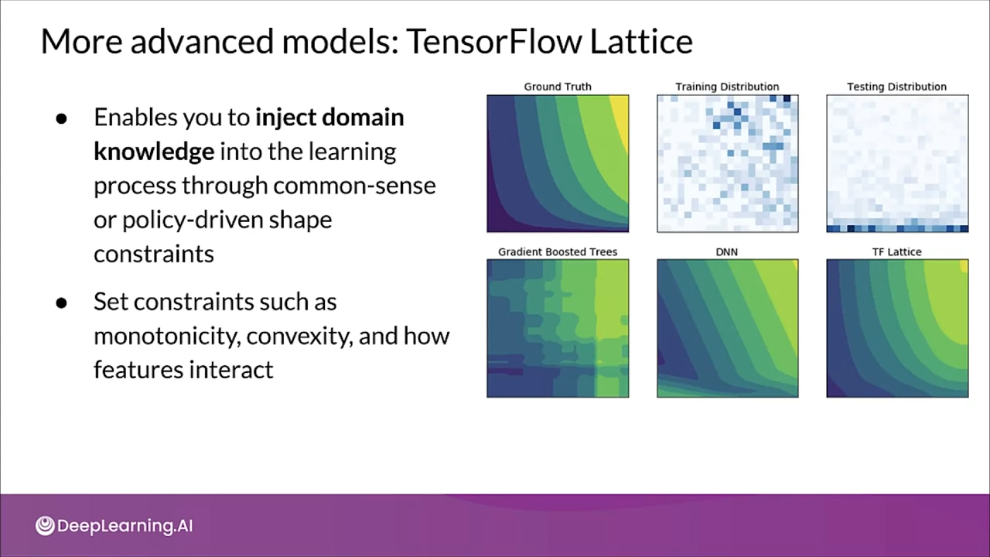 More advanced models: TensorFlow Lattice
● Enables you to inject domain
knowledge into the learning
process through common-sense
or policy-driven shape
constraints
● Set constraints such as
monotonicity, convexity, and how
features interact
Ground Truth
Training Distribution
Testing Distribution
Gradient Boosted Trees
DNN
TF Lattice
DeepLearning.AI